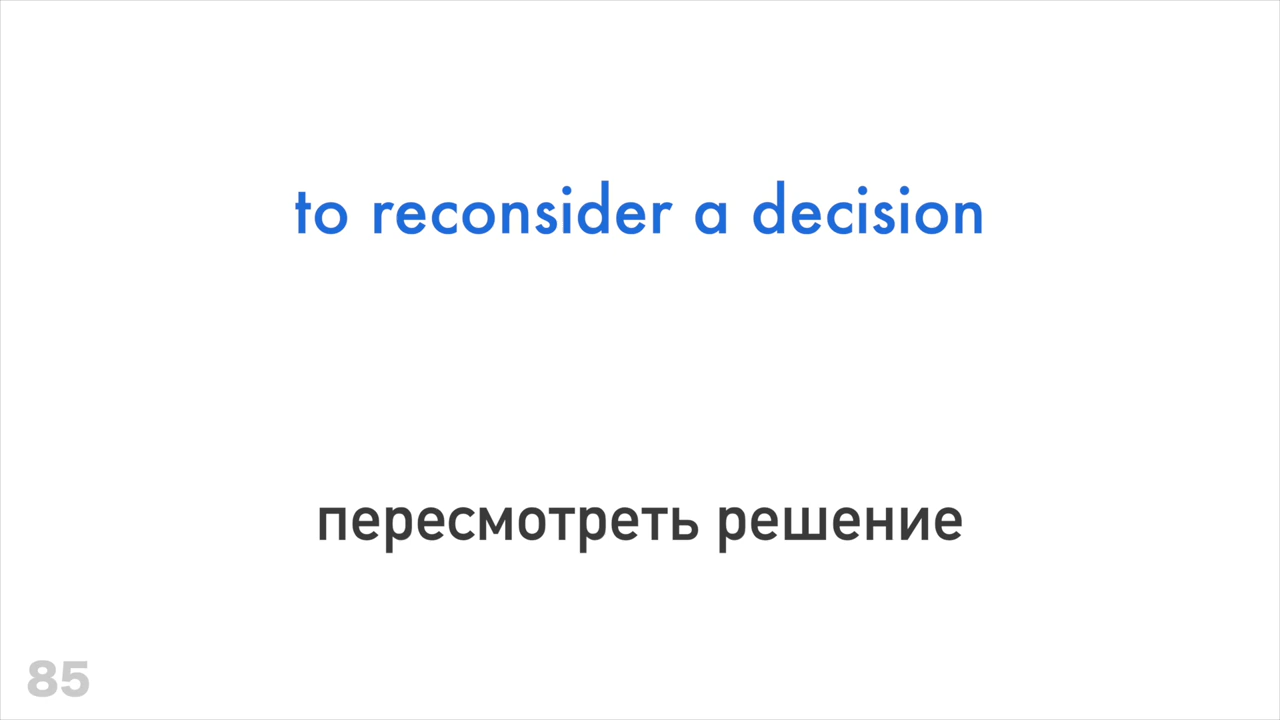 to reconsider a decision
пересмотреть решение
85